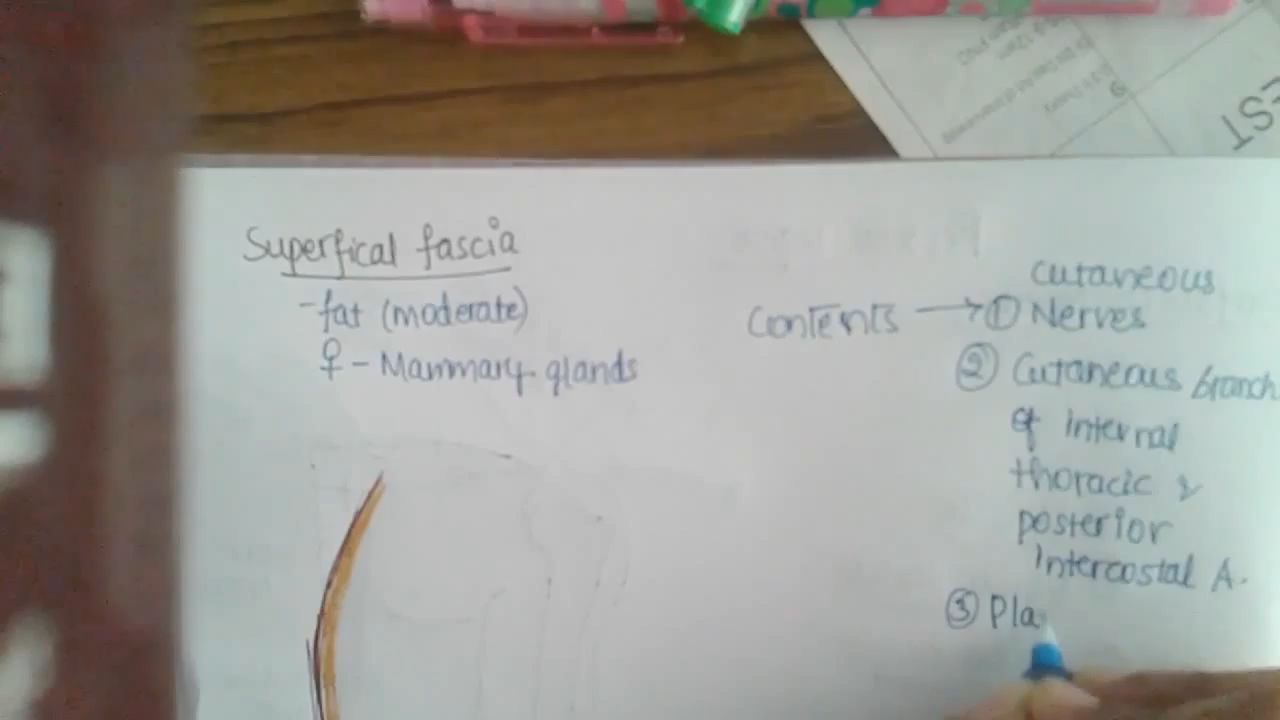 Superfical fascia
-fat (moderate)
♀ - Mammary glands
contents → ① cutaneous
Nerves
② Cutaneous branch
of internal
thoracic &
posterior
Intercostal A.
③ Pla
EST